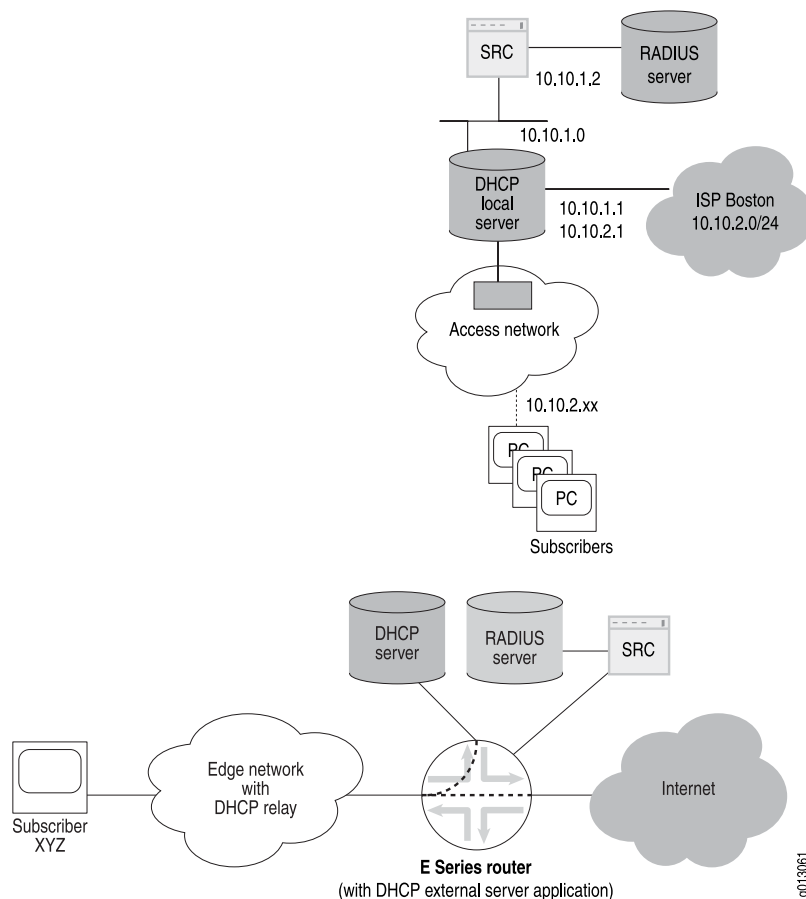 SRC
RADIUS
server
10.10.1.2
10.10.1.0
DHCP
local
server
10.10.1.1
10.10.2.1
ISP Boston
10.10.2.0/24
Access network
10.10.2.xx
PC
PC
PC
Subscribers
DHCP
server
RADIUS
server
SRC
Edge network
with
DHCP relay
Internet
Subscriber
XYZ
E Series router
(with DHCP external server application)
g013061